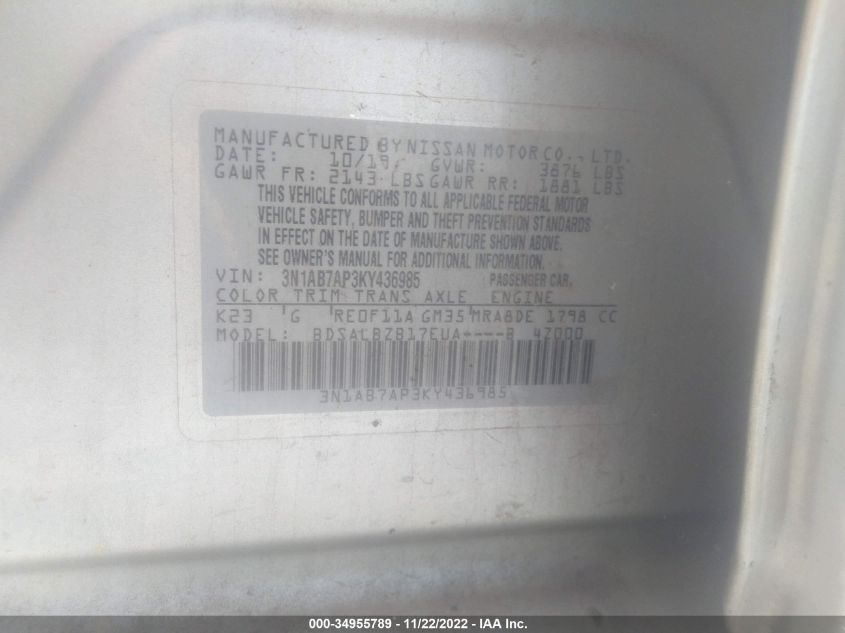 MANUFACTURED BY NISSAN MOTOR CO., LTD.
DATE: 10/19 GVWR: 3876 LBS
GAWR FR: 2143 LBS GAWR RR: 1881 LBS
THIS VEHICLE CONFORMS TO ALL APPLICABLE FEDERAL MOTOR
VEHICLE SAFETY, BUMPER AND THEFT PREVENTION STANDARDS
IN EFFECT ON THE DATE OF MANUFACTURE SHOWN ABOVE.
SEE OWNER'S MANUAL FOR ADDITIONAL INFORMATION.
VIN: 3N1AB7AP3KY436985 PASSENGER CAR.
COLOR TRIM TRANS AXLE ENGINE
K23 G RE0F11A GM35 MRA8DE 1798 CC
MODEL: BDSALBZB17EUA----B 4Z000
3N1AB7AP3KY436985
000-34955789 - 11/22/2022 - IAA Inc.